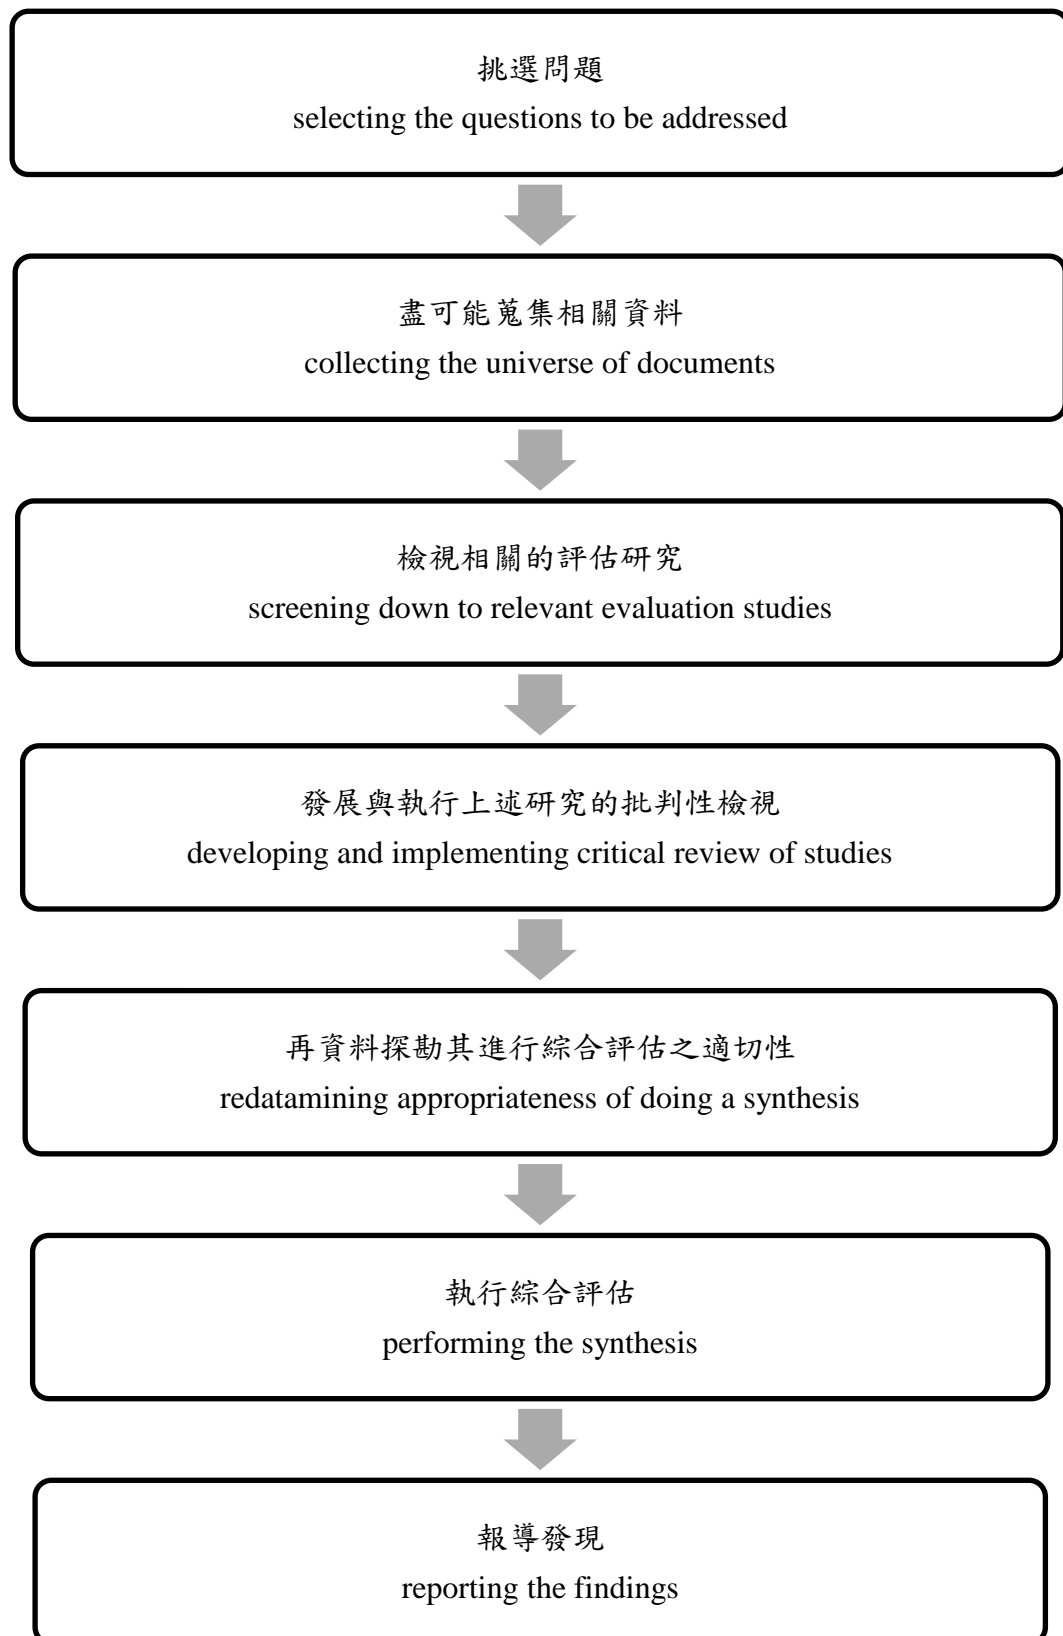 挑選問題
selecting the questions to be addressed
盡可能蒐集相關資料
collecting the universe of documents
檢視相關的評估研究
screening down to relevant evaluation studies
發展與執行上述研究的批判性檢視
developing and implementing critical review of studies
再資料探勘其進行綜合評估之適切性
redatamining appropriateness of doing a synthesis
執行綜合評估
performing the synthesis
報導發現
reporting the findings